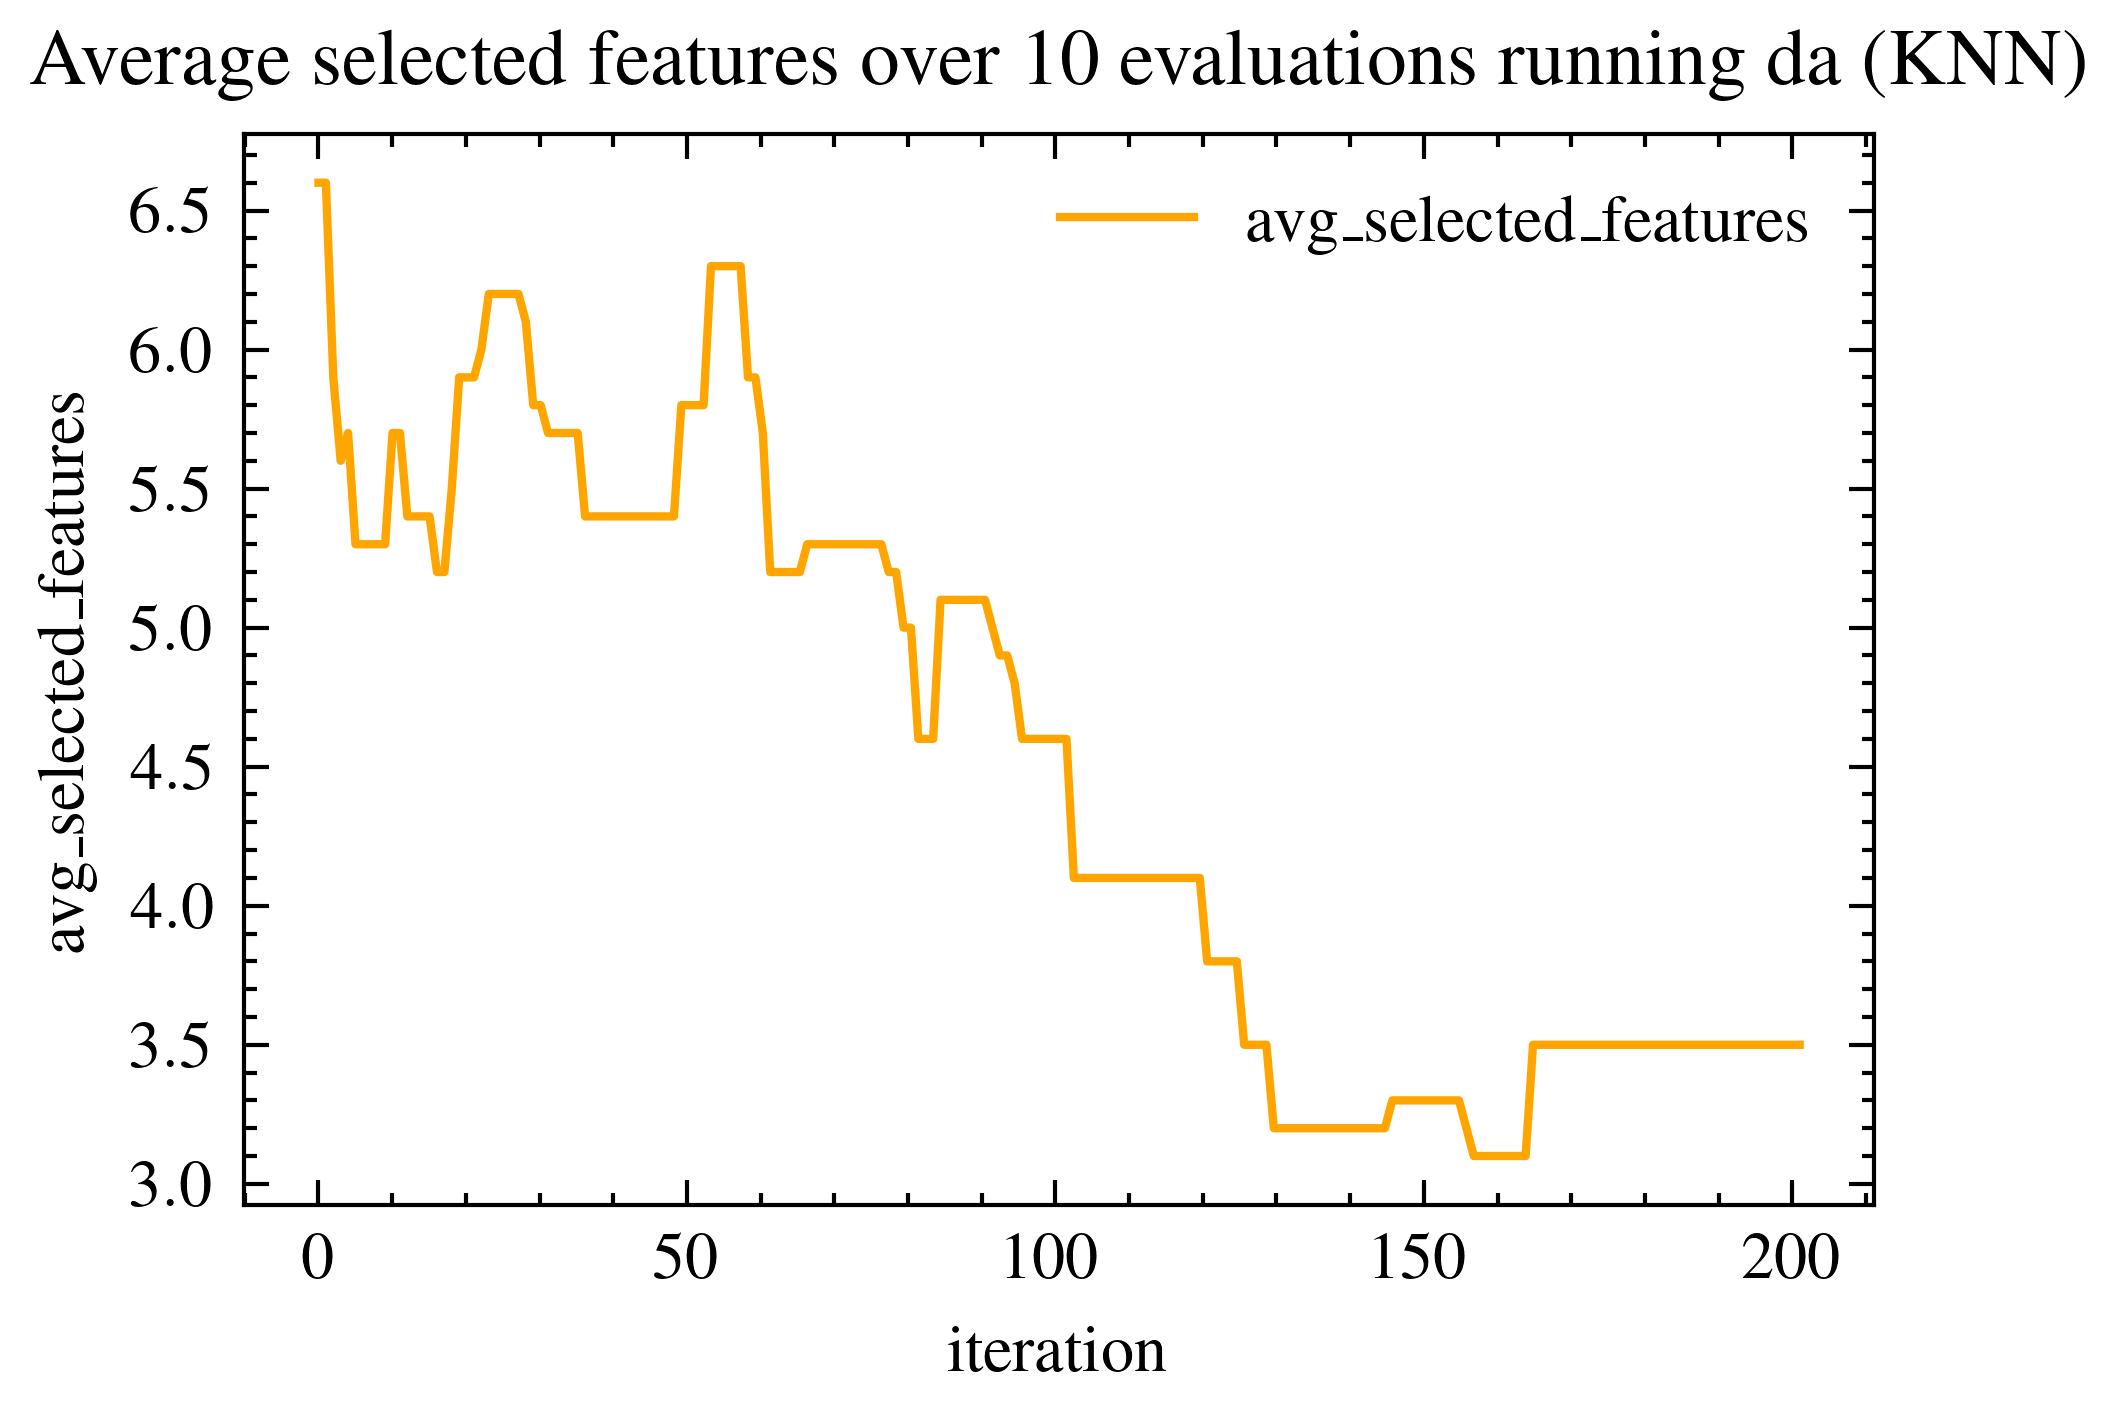 Average selected features over 10 evaluations running da (KNN)
avg_selected_features
avg_selected_features
6.5
6.0
5.5
5.0
4.5
4.0
3.5
3.0
0 50 100 150 200
iteration